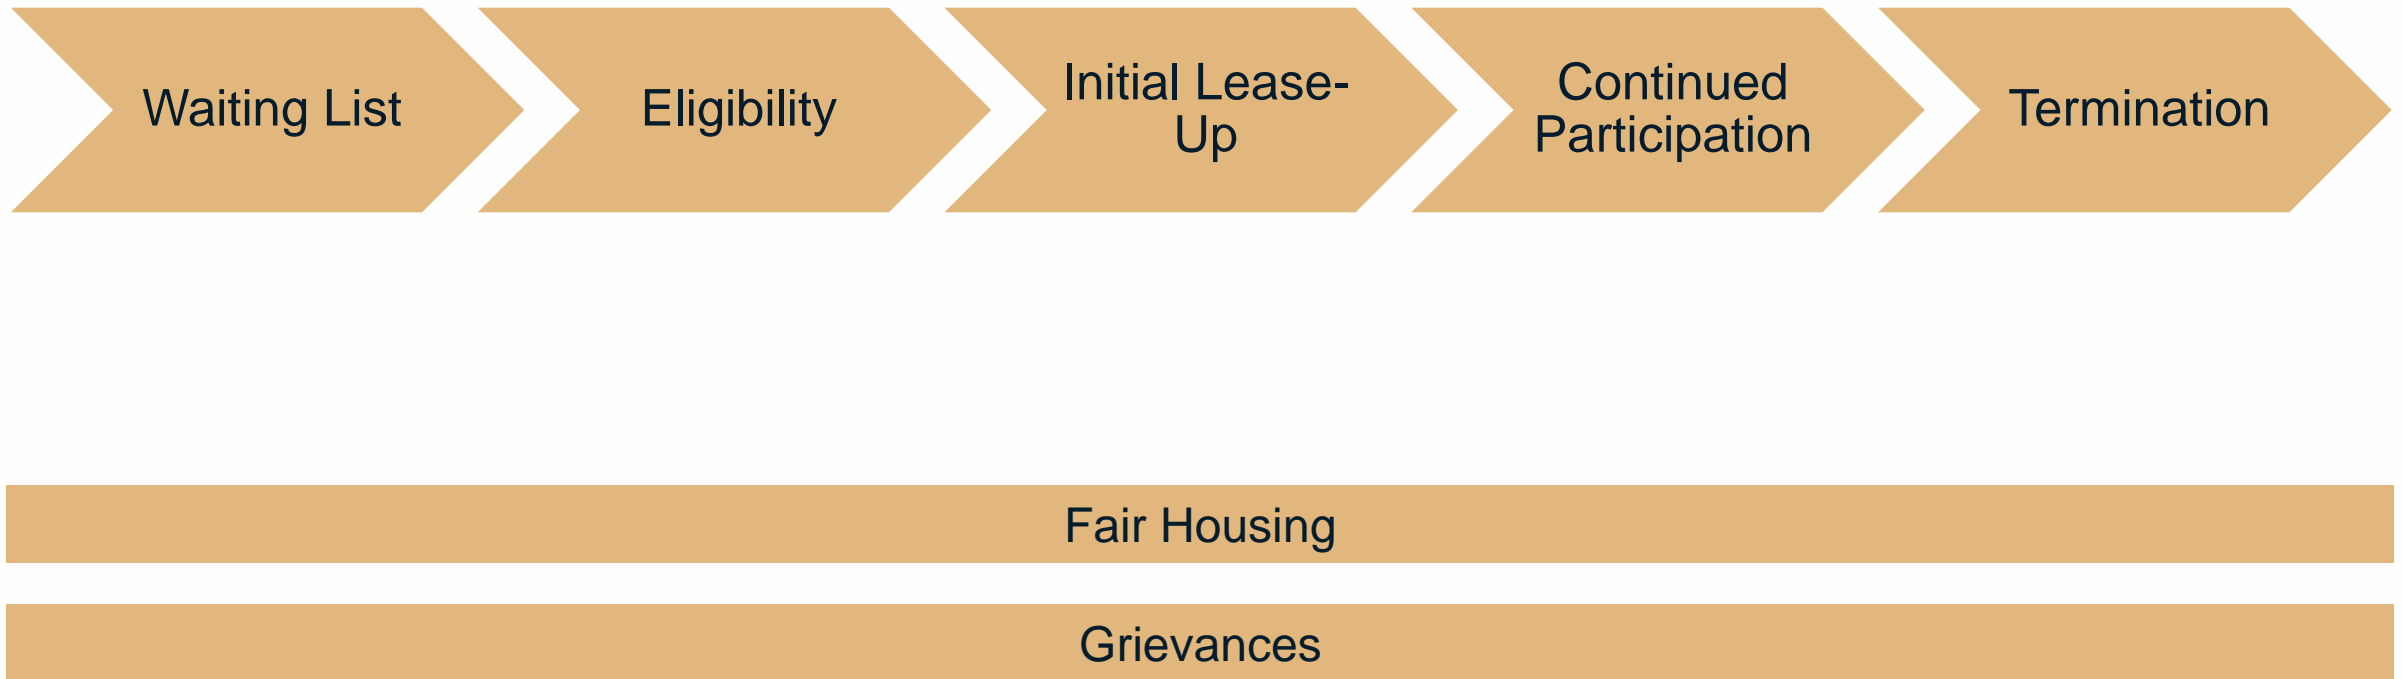 Waiting List
Eligibility
Initial Lease-
Up
Continued
Participation
Termination
Fair Housing
Grievances